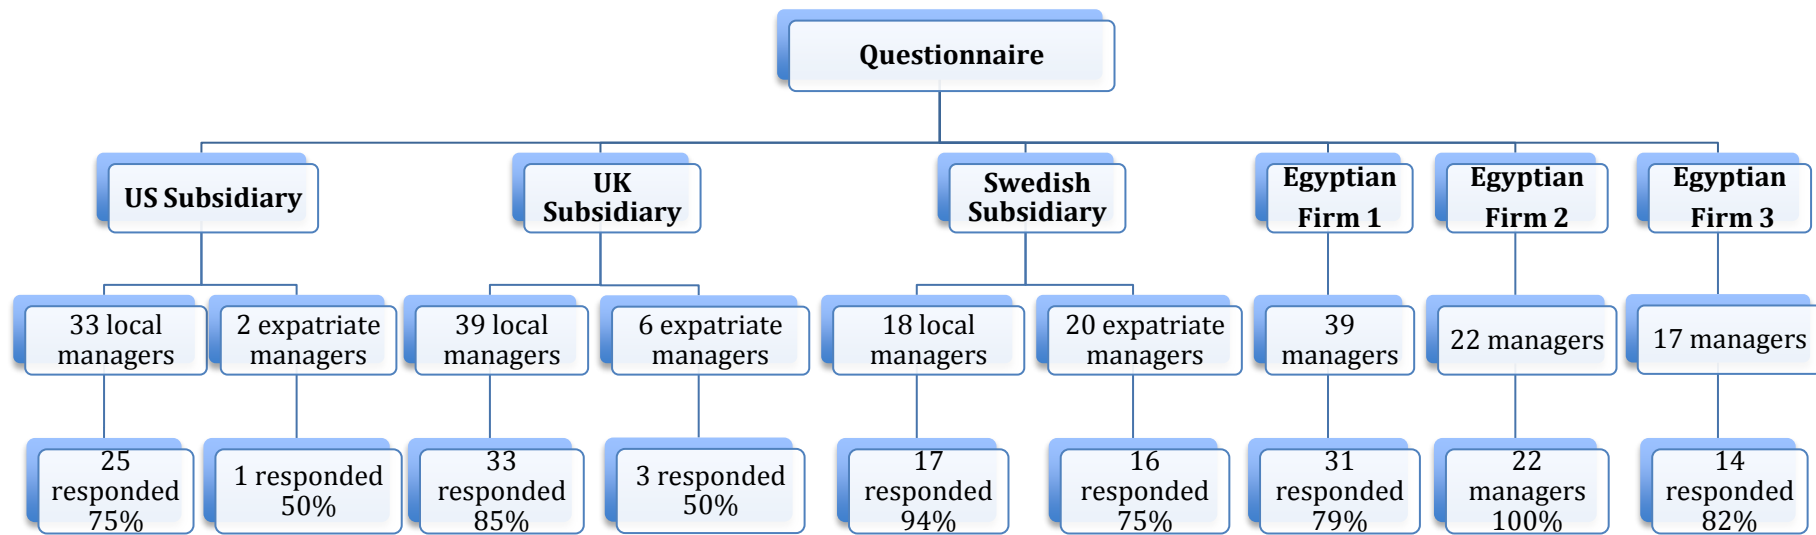 Questionnaire
US Subsidiary
UK
Subsidiary
Swedish
Subsidiary
Egyptian
Firm 1
Egyptian
Firm 2
Egyptian
Firm 3
33 local
managers
2 expatriate
managers
39 local
managers
6 expatriate
managers
18 local
managers
20 expatriate
managers
39
managers
22 managers
17 managers
25
responded
75%
1 responded
50%
33
responded
85%
3 responded
50%
17
responded
94%
16
responded
75%
31
responded
79%
22
managers
100%
14
responded
82%